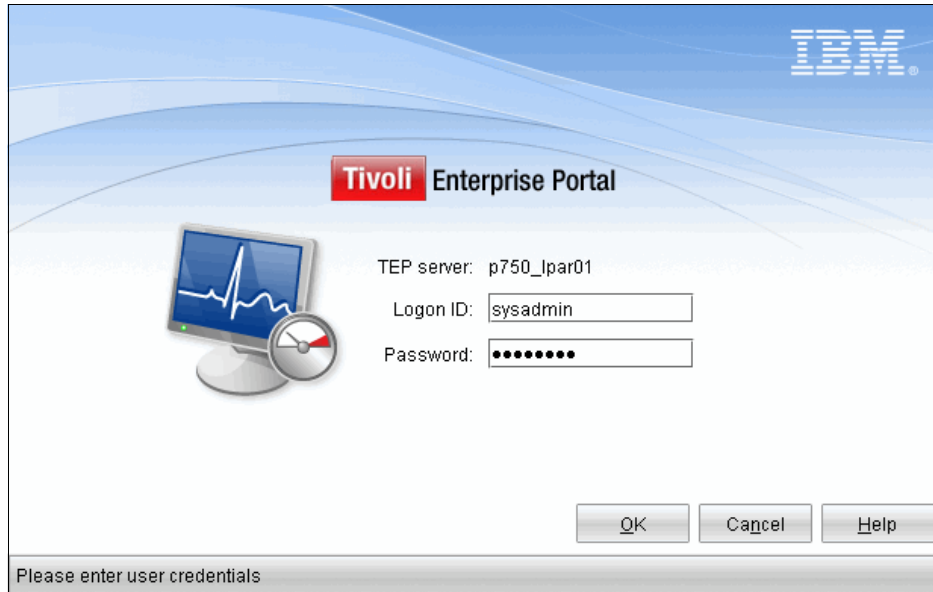 IBM®
Tivoli Enterprise Portal
TEP server: p750_lpar01
Logon ID: sysadmin
Password: ••••••••
OK Cancel Help
Please enter user credentials